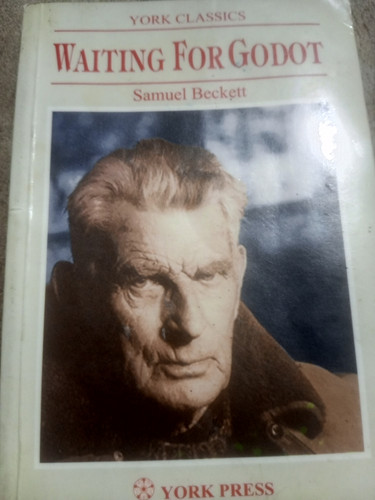 YORK CLASSICS
WAITING FOR GODOT
Samuel Beckett
YORK PRESS